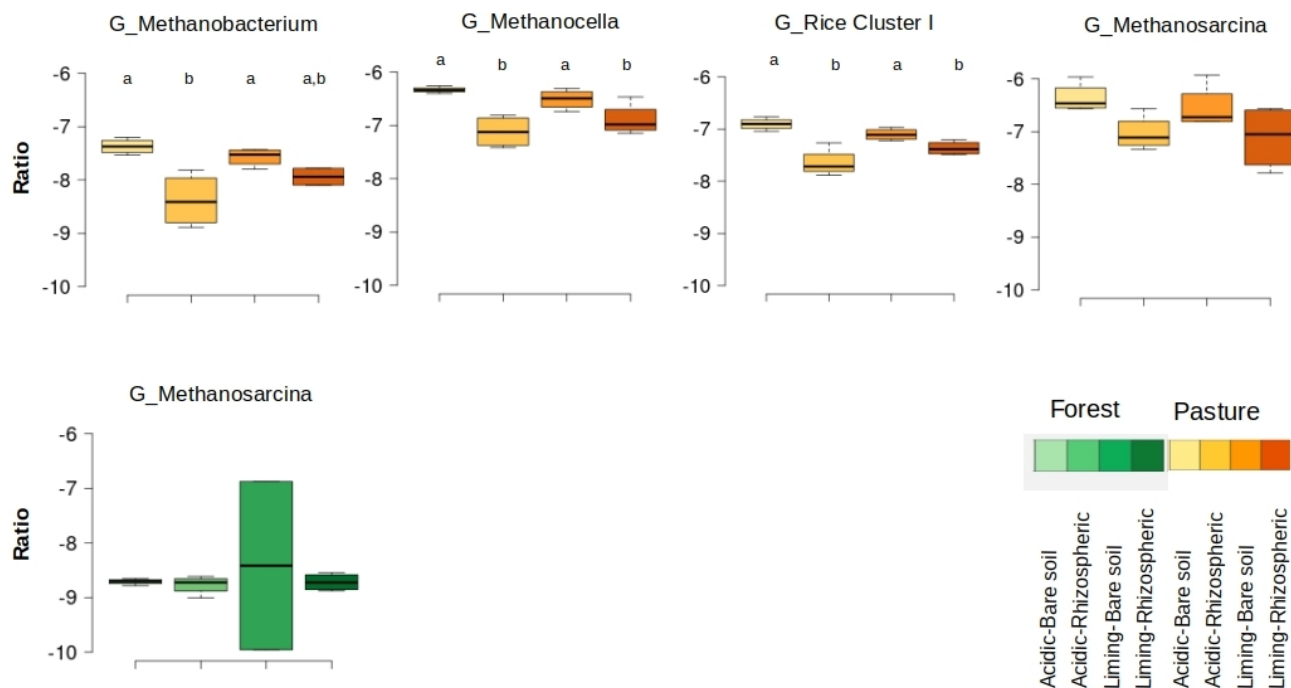 G_Methanobacterium
G_Methanocella
G_Rice Cluster I
G_Methanosarcina
Ratio
-6
-7
-8
-9
-10
a b a a,b
-6
-7
-8
-9
-10
a b a b
-6
-7
-8
-9
-10
a b a b
-6
-7
-8
-9
-10
G_Methanosarcina
Ratio
-6
-7
-8
-9
-10
Forest Pasture
Acidic-Bare soil
Acidic-Rhizospheric
Liming-Bare soil
Liming-Rhizospheric
Acidic-Bare soil
Acidic-Rhizospheric
Liming-Bare soil
Liming-Rhizospheric